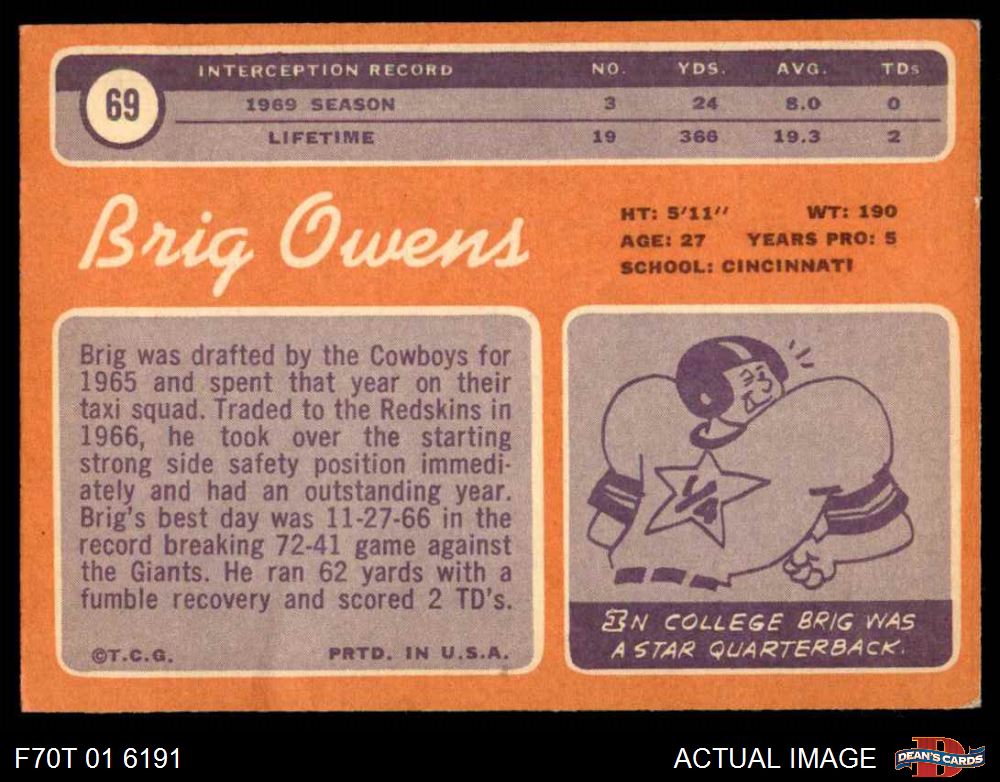 69
INTERCEPTION RECORD NO. YDS. AVG. TDs
1969 SEASON 3 24 8.0 0
LIFETIME 19 366 19.3 2
Brig Owens
HT: 5'11" WT: 190
AGE: 27 YEARS PRO: 5
SCHOOL: CINCINNATI
Brig was drafted by the Cowboys for
1965 and spent that year on their
taxi squad. Traded to the Redskins in
1966, he took over the starting
strong side safety position immedi-
ately and had an outstanding year.
Brig's best day was 11-27-66 in the
record breaking 72-41 game against
the Giants. He ran 62 yards with a
fumble recovery and scored 2 TD's.
©T.C.G. PRTD. IN U.S.A.
1/4
IN COLLEGE BRIG WAS
A STAR QUARTERBACK.
F70T 01 6191
ACTUAL IMAGE
D
DEAN'S CARDS